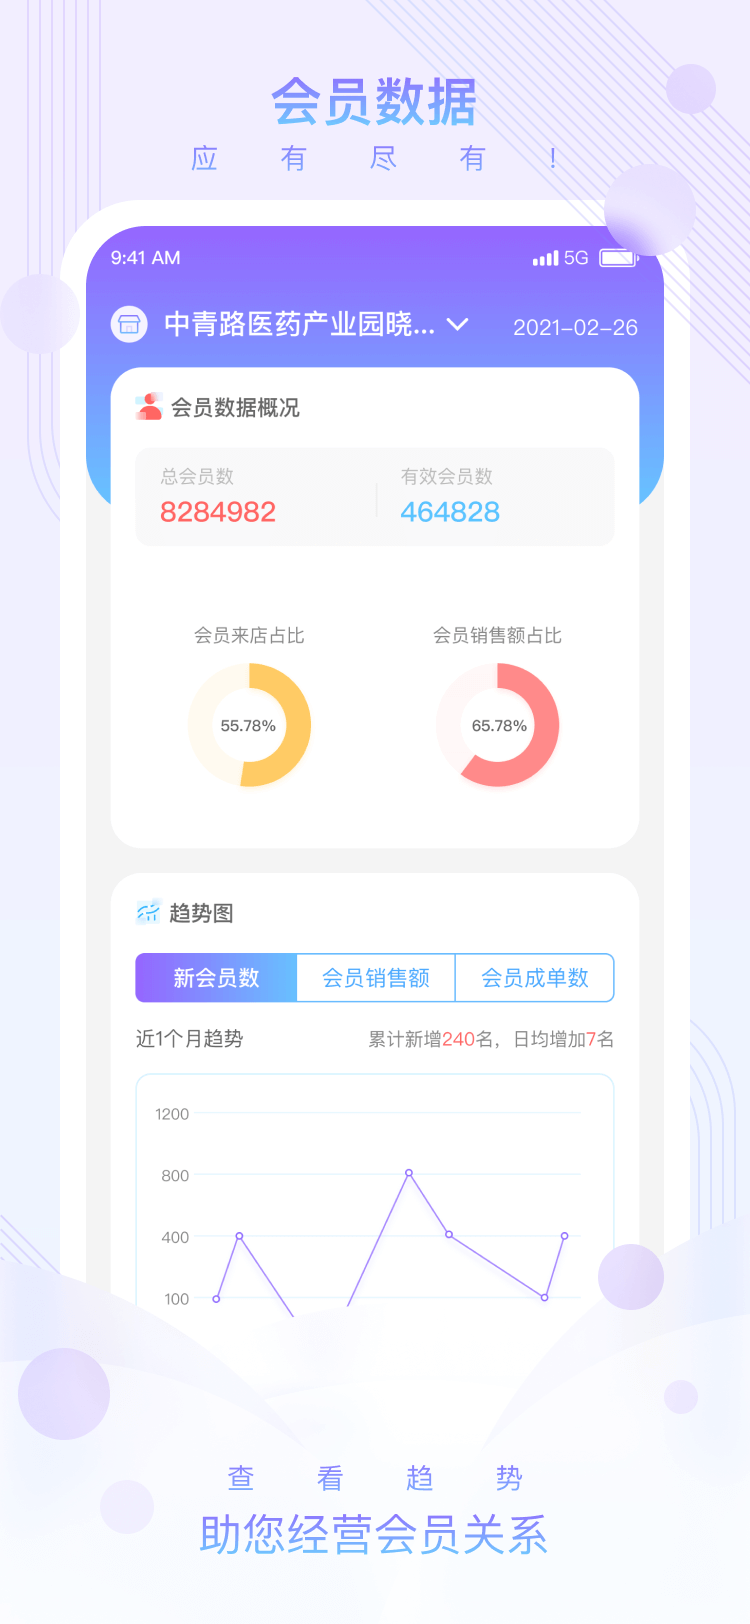 会员数据
应有尽有!
9:41 AM 5G
中青路医药产业园晓... 2021-02-26
会员数据概况
总会员数 有效会员数
8284982 464828
会员来店占比 会员销售额占比
55.78% 65.78%
趋势图
新会员数 会员销售额 会员成单数
近1个月趋势 累计新增240名，日均增加7名
1200
800
400
100
查看趋势
助您经营会员关系